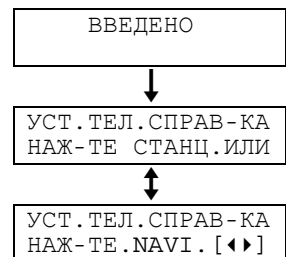 ВВЕДЕНО
УСТ.ТЕЛ.СПРАВ-КА
НАЖ-ТЕ СТАНЦ.ИЛИ
УСТ.ТЕЛ.СПРАВ-КА
НАЖ-ТЕ.NAVI.[◂▸]